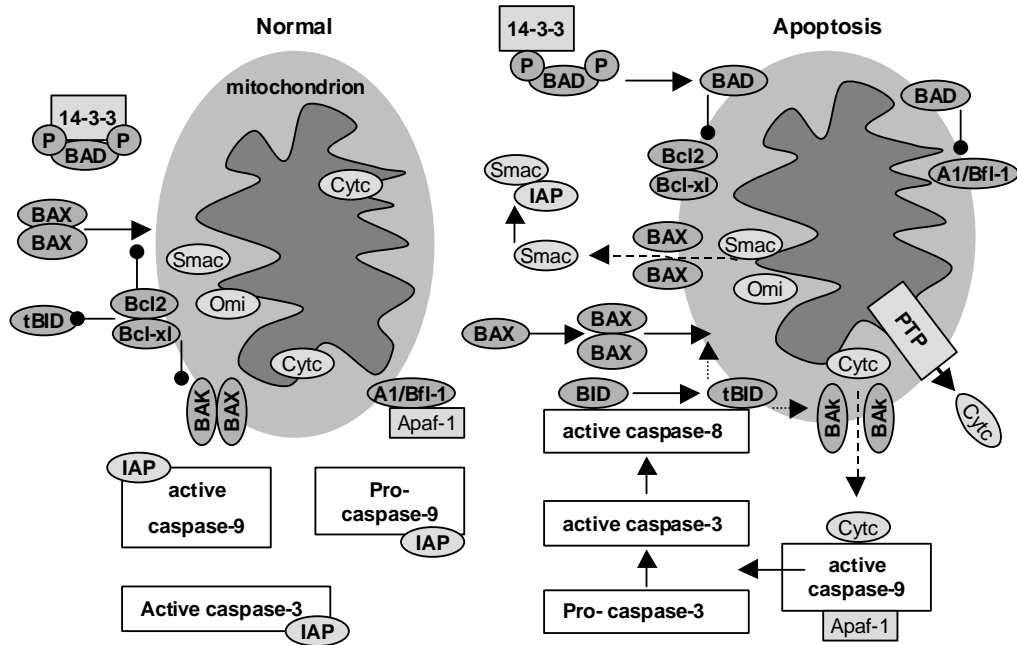 Normal
mitochondrion
14-3-3
P
P
BAD
Cytc
BAX
BAX
Smac
Omi
Bcl2
tBID
Bcl-xl
Cytc
A1/Bfl-1
Apaf-1
BAK
BAX
IAP
active
caspase-9
Pro-
caspase-9
IAP
Active caspase-3
IAP
Apoptosis
14-3-3
P
P
BAD
BAD
BAD
Bcl2
Bcl-xl
A1/Bfl-1
Smac
IAP
Smac
BAX
BAX
Smac
Omi
PTP
BAX
BAX
BAX
Cytc
Cytc
BID
tBID
BAk
BAk
active caspase-8
active caspase-3
Pro- caspase-3
Cytc
active
caspase-9
Apaf-1